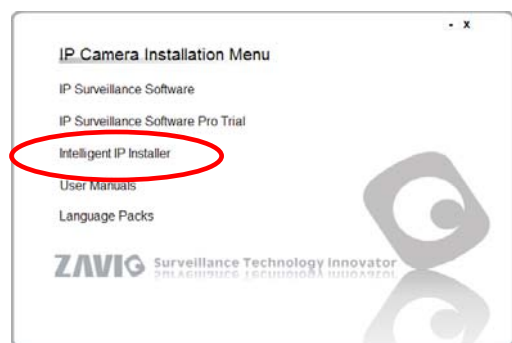 - x
IP Camera Installation Menu
IP Surveillance Software
IP Surveillance Software Pro Trial
Intelligent IP Installer
User Manuals
Language Packs
ZAVIO Surveillance Technology Innovator